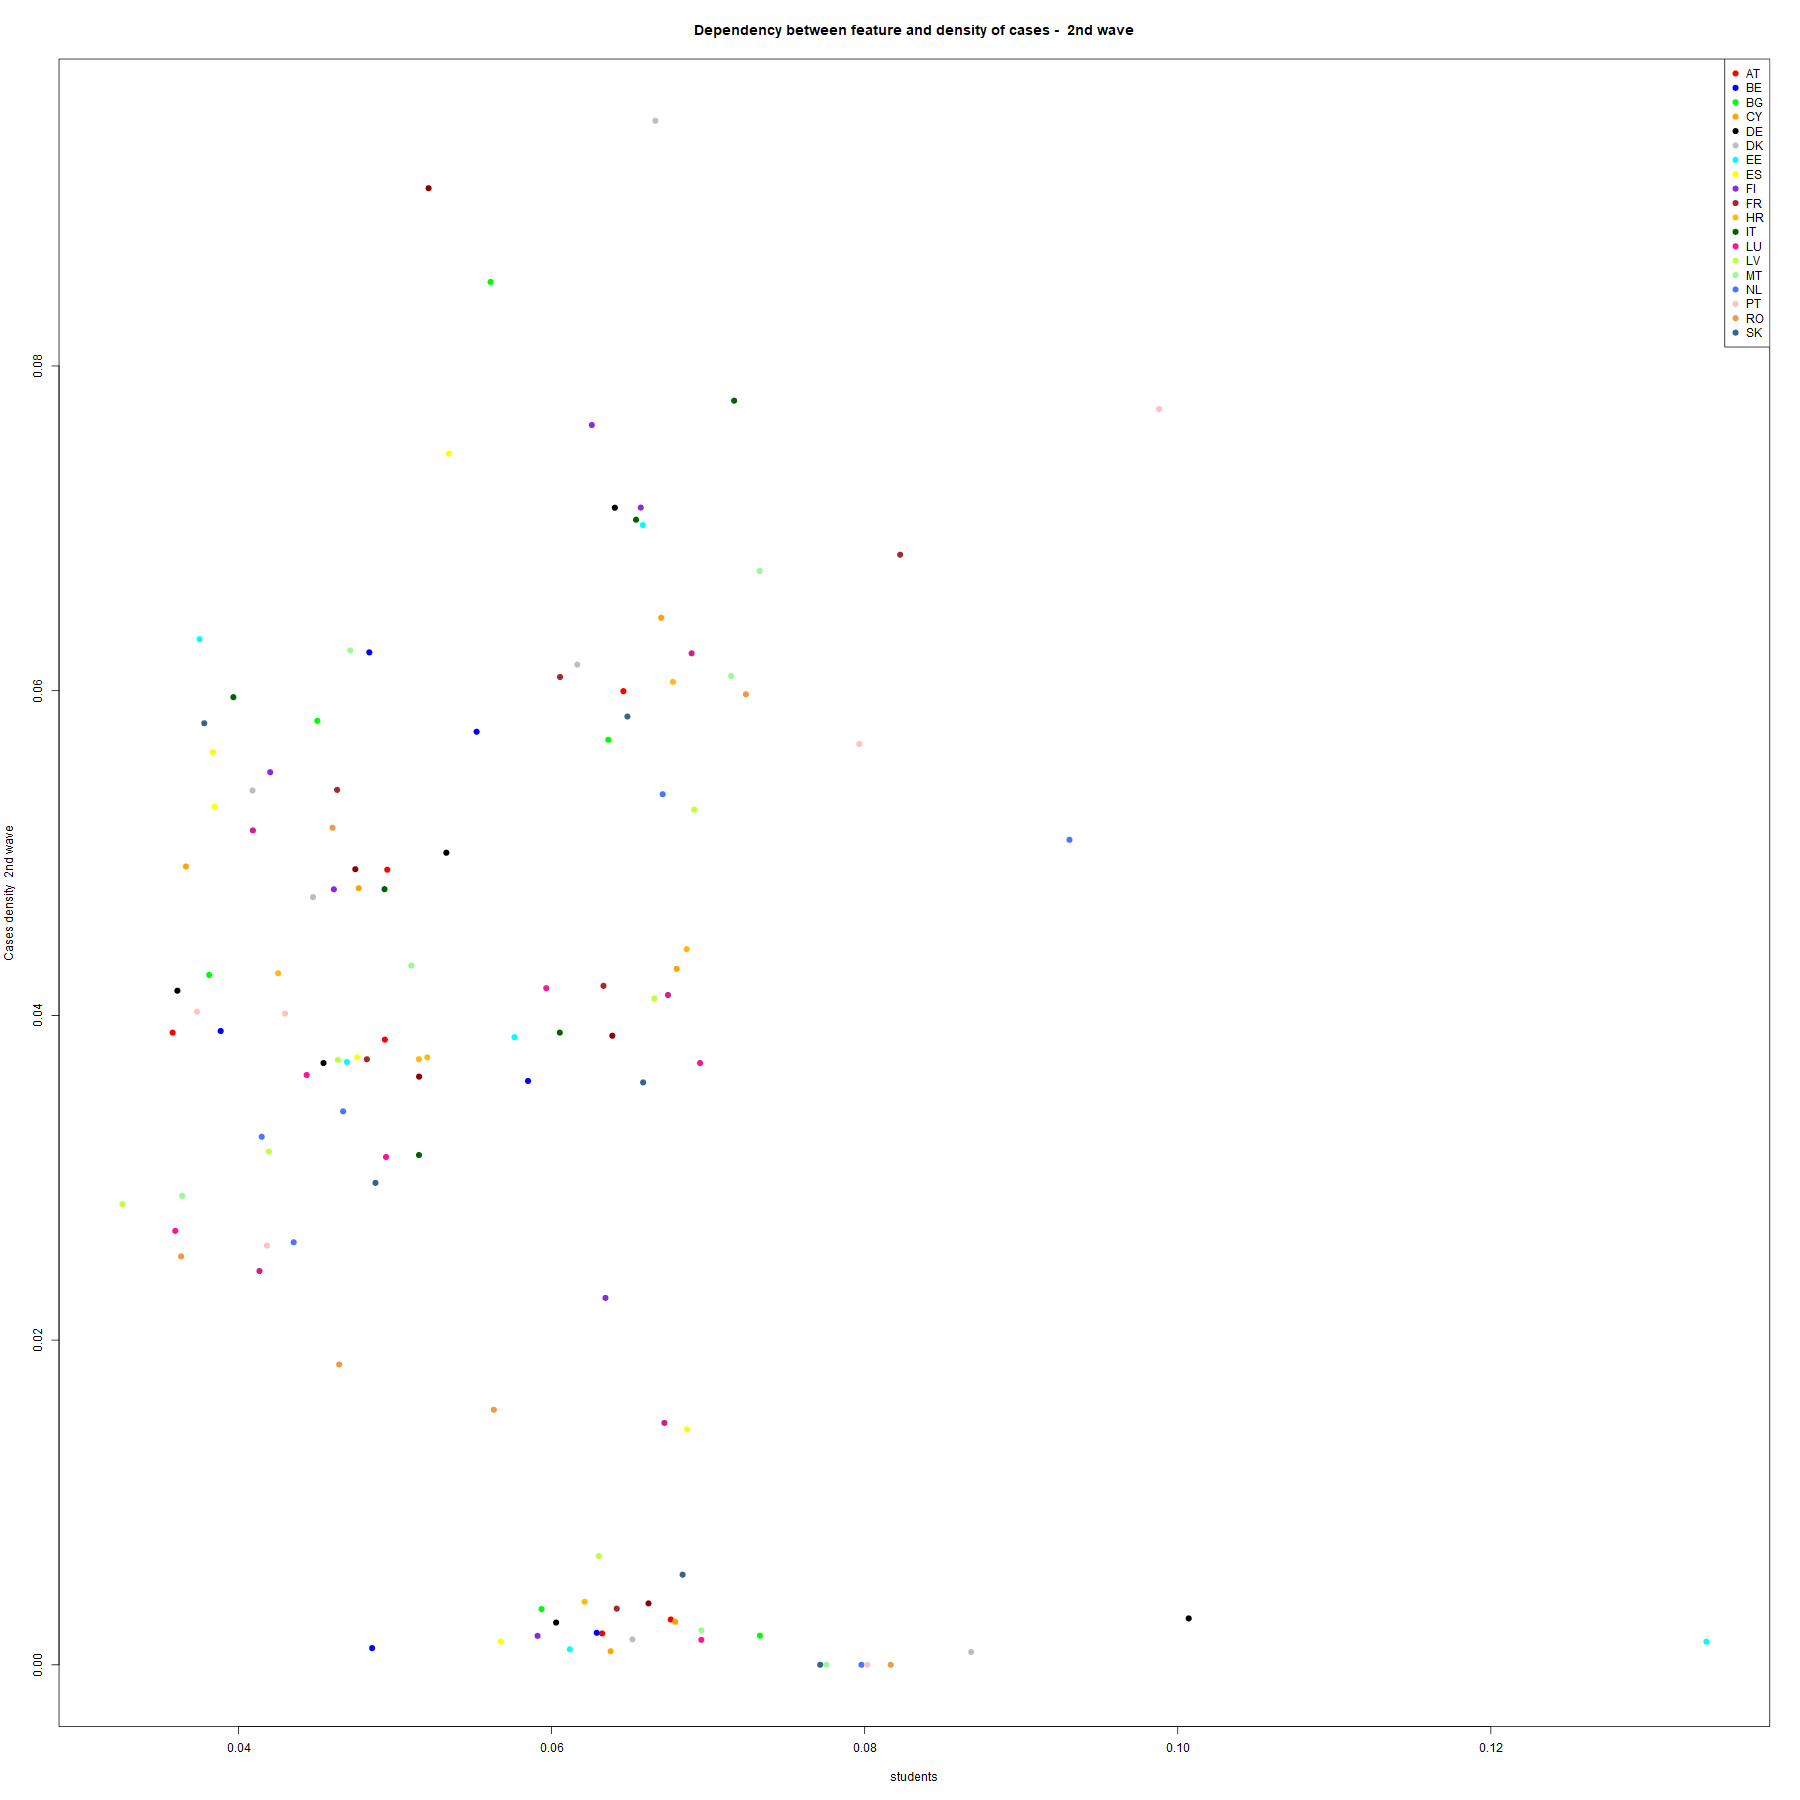 Dependency between feature and density of cases -  2nd wave
AT
BE
BG
CY
DE
DK
EE
ES
FI
FR
HR
IT
LU
LV
MT
NL
PT
RO
SK
Cases density  2nd wave
0.08
0.06
0.04
0.02
0.00
0.04
0.06
0.08
0.10
0.12
students